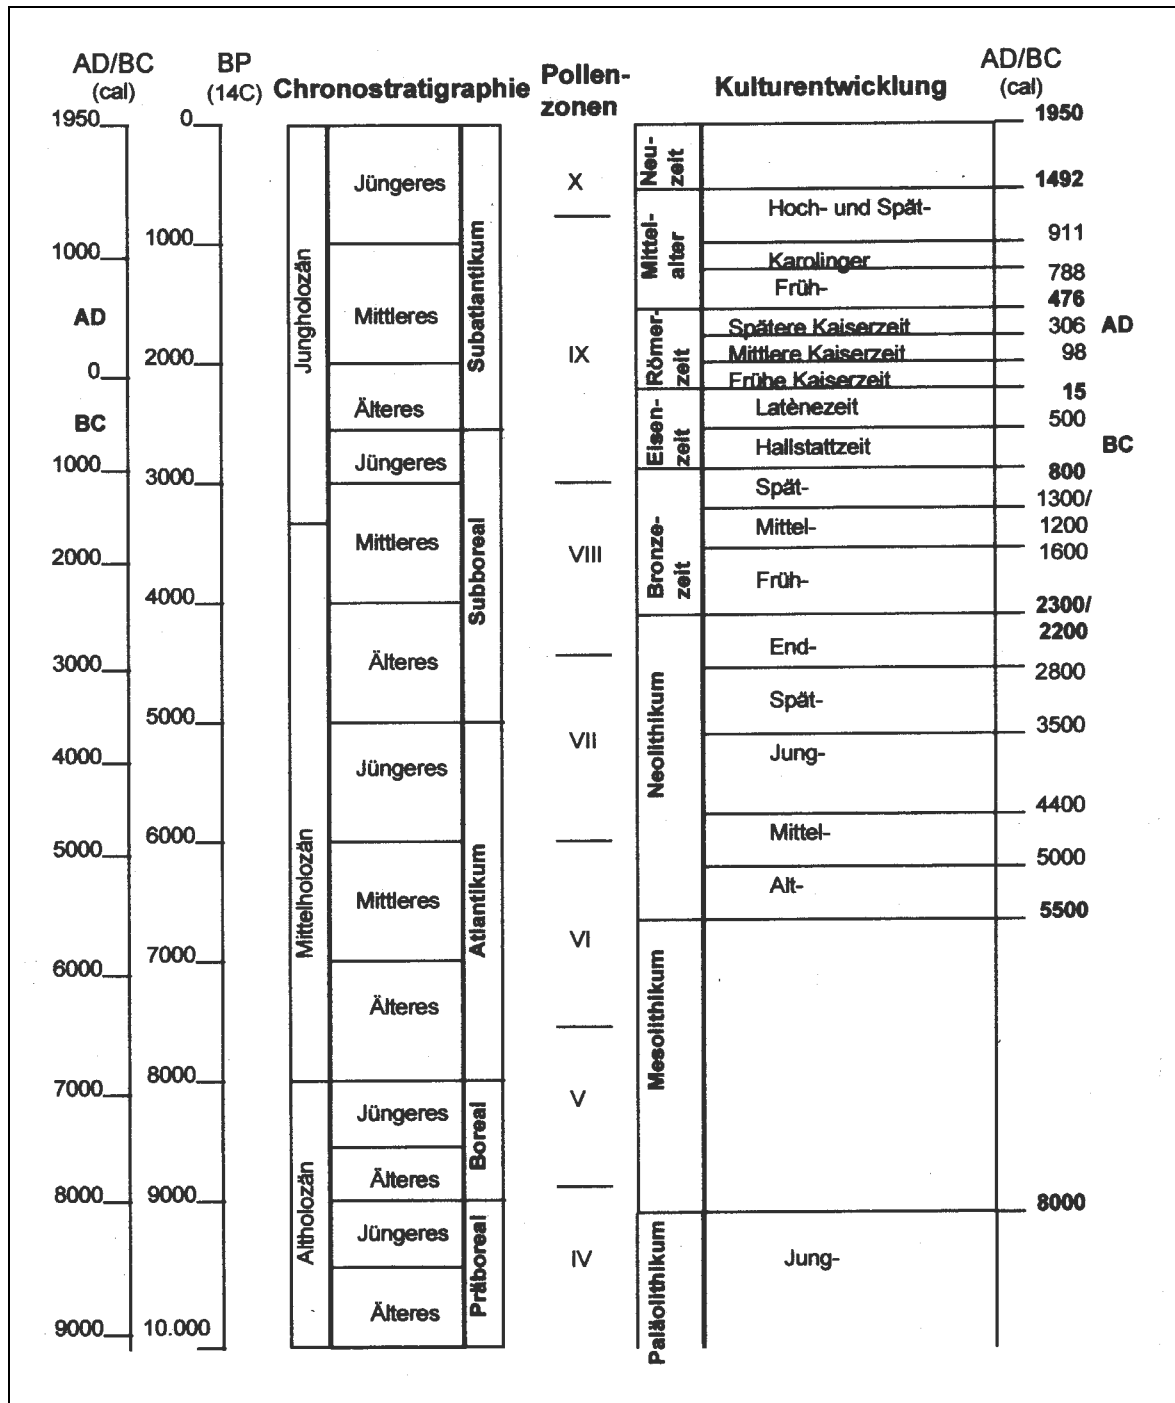 AD/BC
(cal)
BP
(14C)
Chronostratigraphie
Pollen-
zonen
Kulturentwicklung
AD/BC
(cal)
1950
1000
AD
0
BC
1000
2000
3000
4000
5000
6000
7000
8000
9000
0
1000
2000
3000
4000
5000
6000
7000
8000
9000
10.000
Jungholozän
Mittelholozän
Altholozän
Jüngeres
Mittleres
Älteres
Jüngeres
Mittleres
Älteres
Jüngeres
Mittleres
Älteres
Jüngeres
Älteres
Jüngeres
Älteres
Subatlantikum
Subboreal
Atlantikum
Boreal
Präboreal
X
IX
VIII
VII
VI
V
IV
Neu-
zeit
Mittel-
alter
Römer-
zeit
Eisen-
zeit
Bronze-
zeit
Neolithikum
Mesolithikum
Paläolithikum
Hoch- und Spät-
Karolinger
Früh-
Spätere Kaiserzeit
Mittlere Kaiserzeit
Frühe Kaiserzeit
Latènezeit
Hallstattzeit
Spät-
Mittel-
Früh-
End-
Spät-
Jung-
Mittel-
Alt-
Jung-
1950
1492
911
788
476
306 AD
98
15
500
BC
800
1300/
1200
1600
2300/
2200
2800
3500
4400
5000
5500
8000